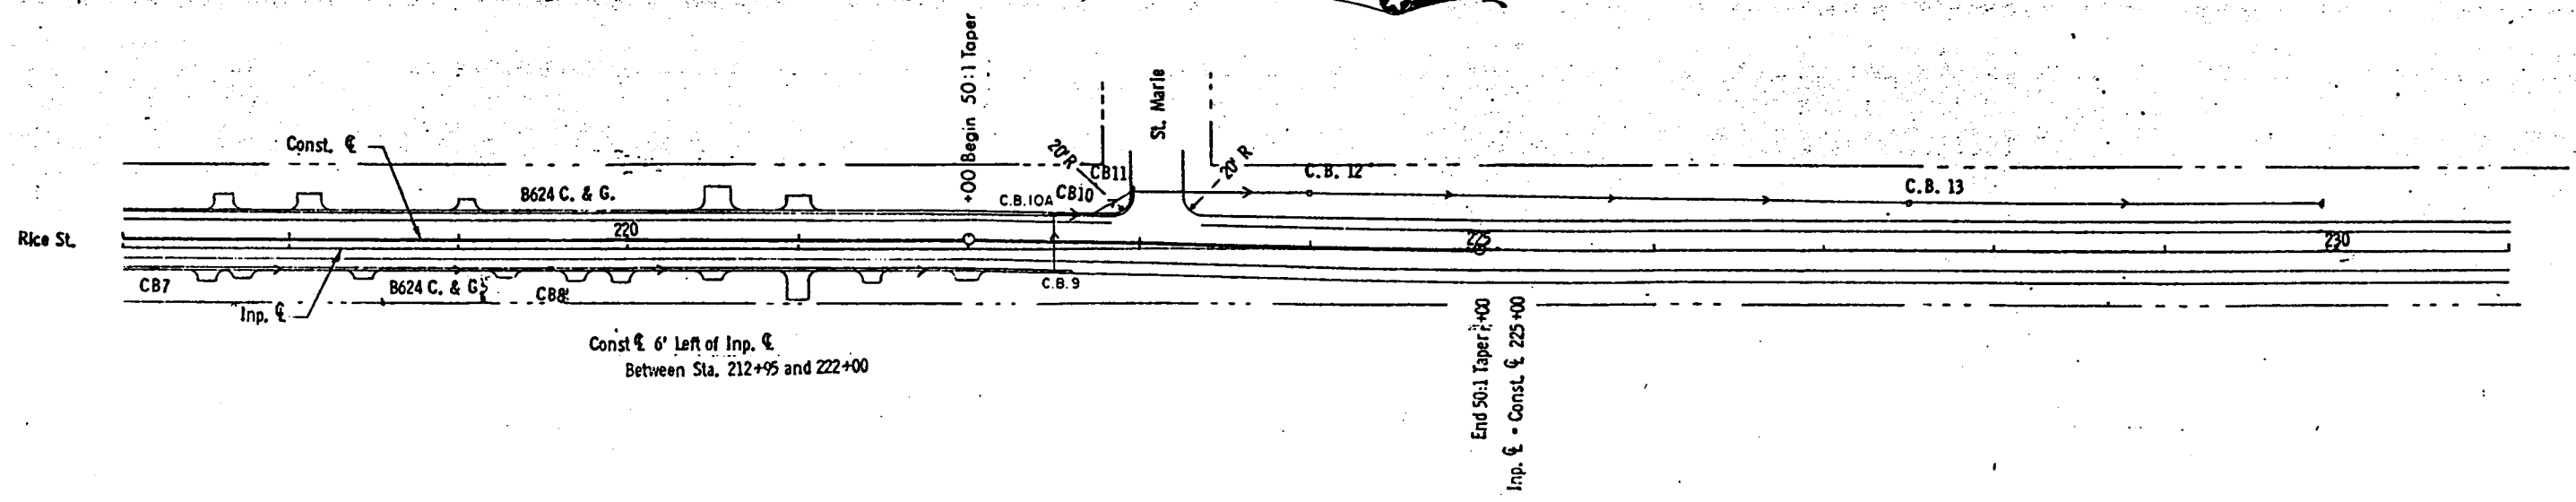 +00 Begin 50:1 Taper
St. Marie
Const. ℄
20' R
CB11
20' R
C.B. 12
C.B. 13
B624 C. & G.
C.B. 10A
CB10
Rice St.
220
225
230
CB7
B624 C. & G.
CB8
C.B. 9
Inp. ℄
Const ℄ 6' Left of Inp. ℄
Between Sta. 212+95 and 222+00
End 50:1 Taper +00
Inp. ℄ = Const. ℄ 225+00